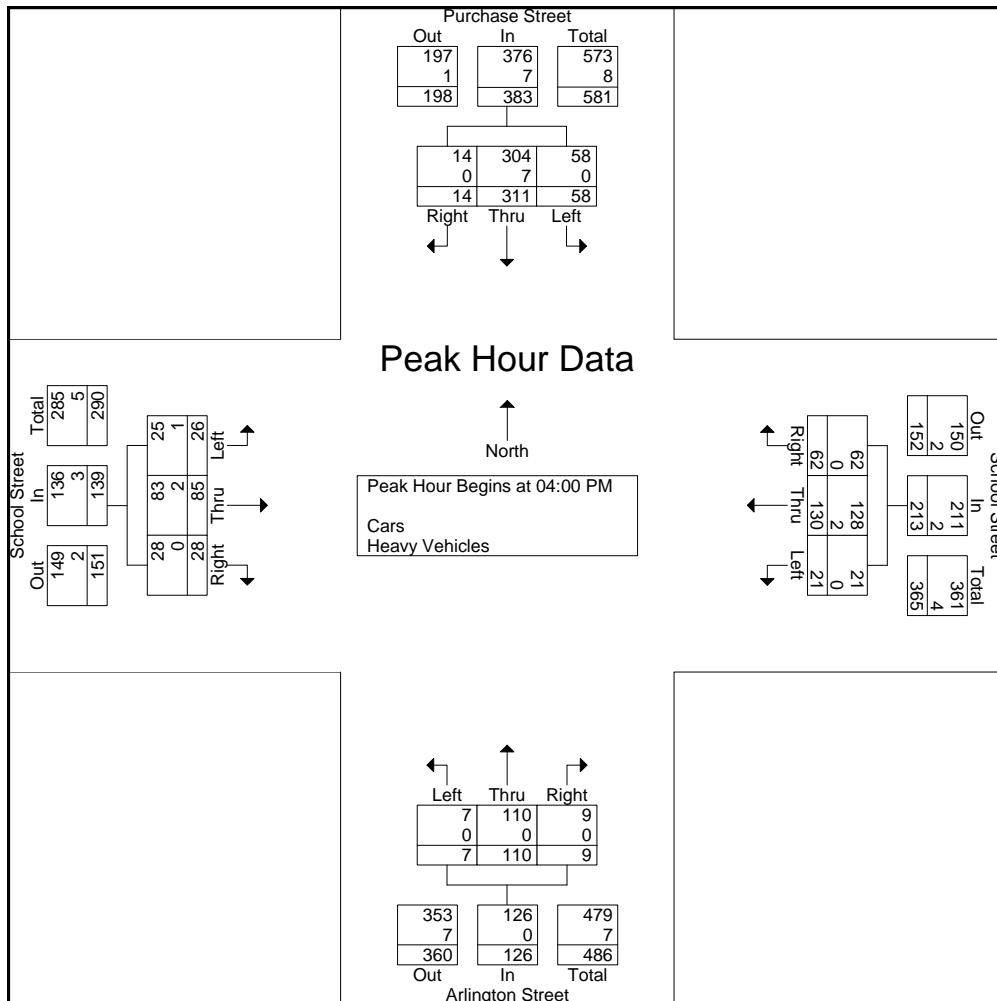 Purchase Street
Out In Total
197 376 573
1 7 8
198 383 581
14 304 58
0 7 0
14 311 58
Right Thru Left
Peak Hour Data
North
Peak Hour Begins at 04:00 PM
Cars
Heavy Vehicles
School Street
Total In Out
285 136 149
5 3 2
290 139 151
25 83 28
1 2 0
26 85 28
Left Thru Right
School Street
Out In Total
150 211 361
2 2 4
152 213 365
62 128 21
0 2 0
62 130 21
Right Thru Left
Left Thru Right
7 110 9
0 0 0
7 110 9
353 126 479
7 0 7
360 126 486
Out In Total
Arlington Street